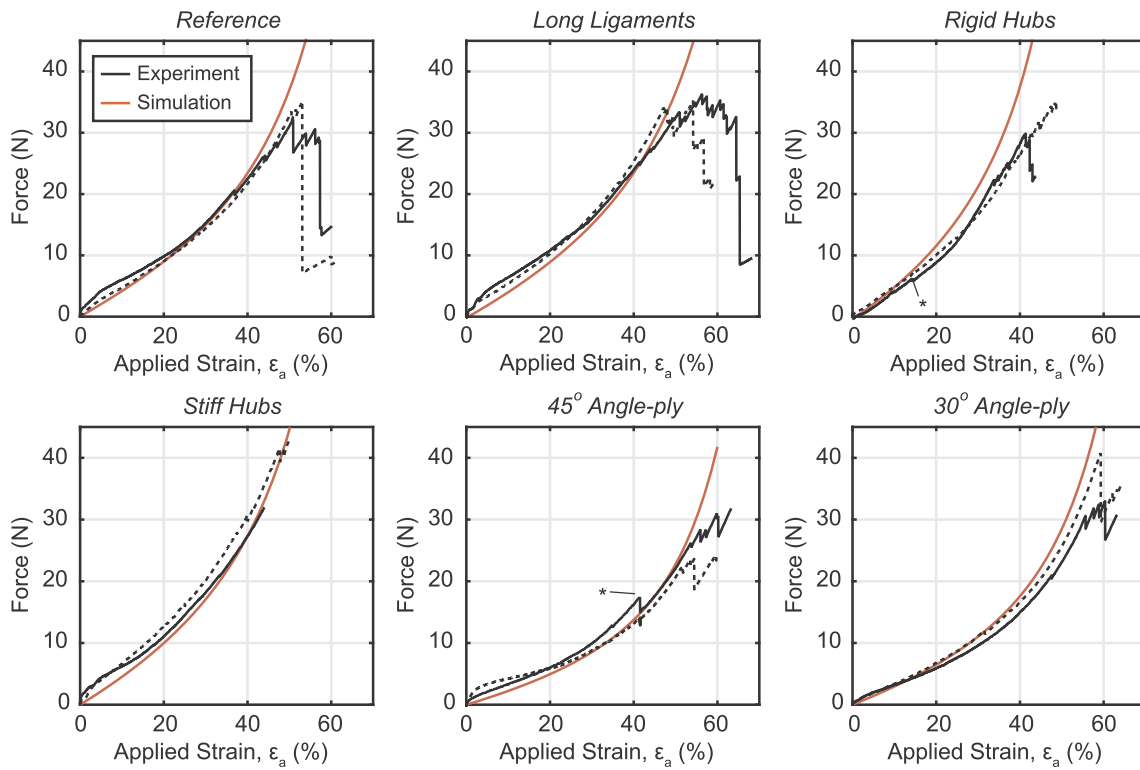 Reference
Long Ligaments
Rigid Hubs
Experiment
Simulation
Force (N)
40
30
20
10
0
0 20 40 60
Applied Strain, εa (%)
Force (N)
40
30
20
10
0
0 20 40 60
Applied Strain, εa (%)
Force (N)
40
30
20
10
0
*
0 20 40 60
Applied Strain, εa (%)
Stiff Hubs
45° Angle-ply
30° Angle-ply
Force (N)
40
30
20
10
0
0 20 40 60
Applied Strain, εa (%)
Force (N)
40
30
20
10
0
*
0 20 40 60
Applied Strain, εa (%)
Force (N)
40
30
20
10
0
0 20 40 60
Applied Strain, εa (%)